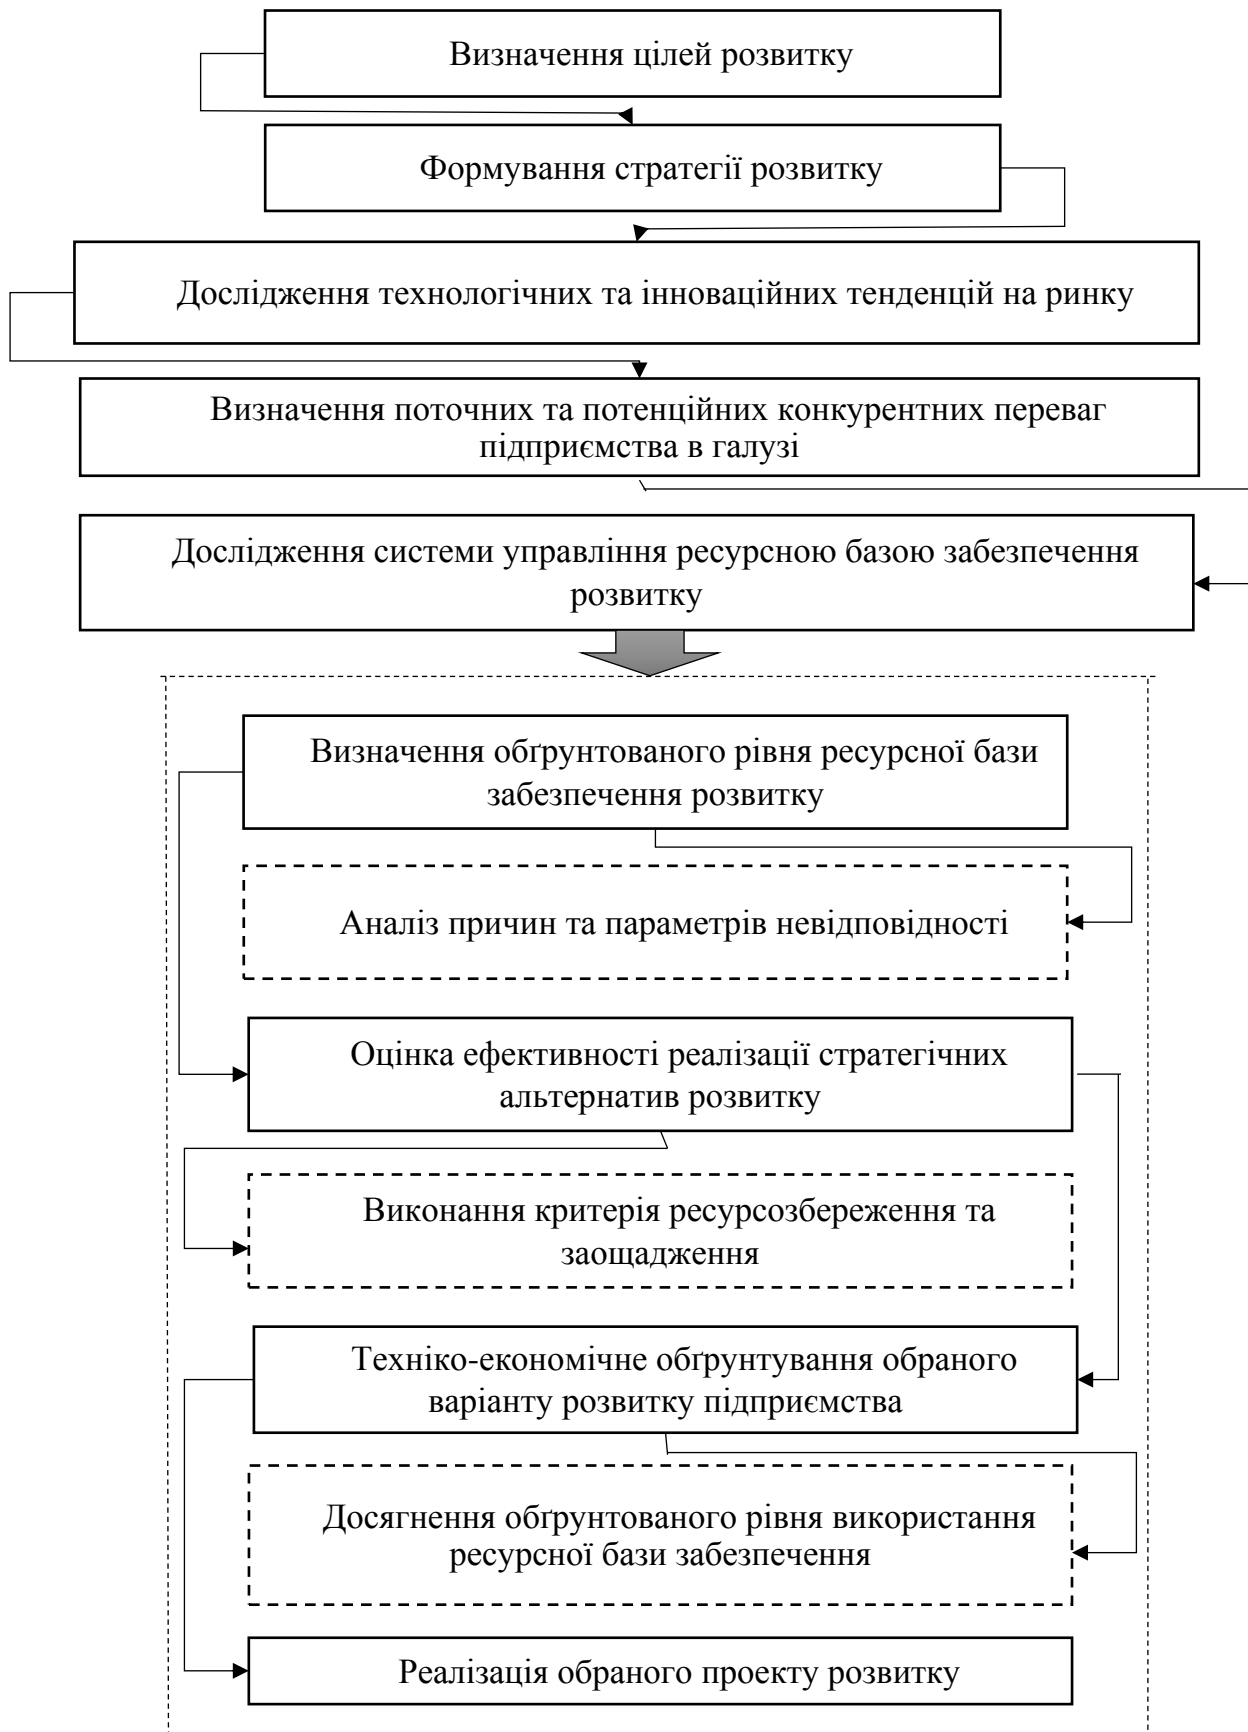 Визначення цілей розвитку
Формування стратегії розвитку
Дослідження технологічних та інноваційних тенденцій на ринку
Визначення поточних та потенційних конкурентних переваг
підприємства в галузі
Дослідження системи управління ресурсною базою забезпечення
розвитку
Визначення обґрунтованого рівня ресурсної бази
забезпечення розвитку
Аналіз причин та параметрів невідповідності
Оцінка ефективності реалізації стратегічних
альтернатив розвитку
Виконання критерія ресурсозбереження та
заощадження
Техніко-економічне обґрунтування обраного
варіанту розвитку підприємства
Досягнення обґрунтованого рівня використання
ресурсної бази забезпечення
Реалізація обраного проекту розвитку